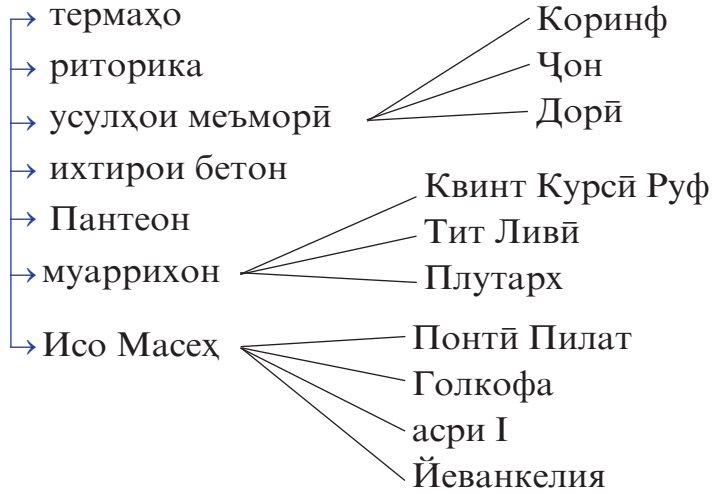 термаҳо
риторика
усулҳои меъморӣ
ихтирои бетон
Пантеон
муаррихон
Исо Масеҳ
Коринф
Ҷон
Дорӣ
Квинт Курсӣ Руф
Тит Ливӣ
Плутарх
Понтӣ Пилат
Голкофа
асри I
Йеванкелия